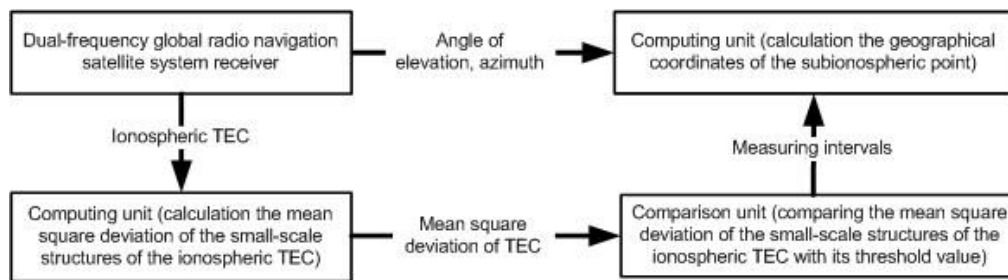 Dual-frequency global radio navigation
satellite system receiver
Angle of
elevation, azimuth
Computing unit (calculation the geographical
coordinates of the subionospheric point)
Ionospheric TEC
Measuring intervals
Computing unit (calculation the mean
square deviation of the small-scale
structures of the ionospheric TEC)
Mean square
deviation of TEC
Comparison unit (comparing the mean square
deviation of the small-scale structures of the
ionospheric TEC with its threshold value)